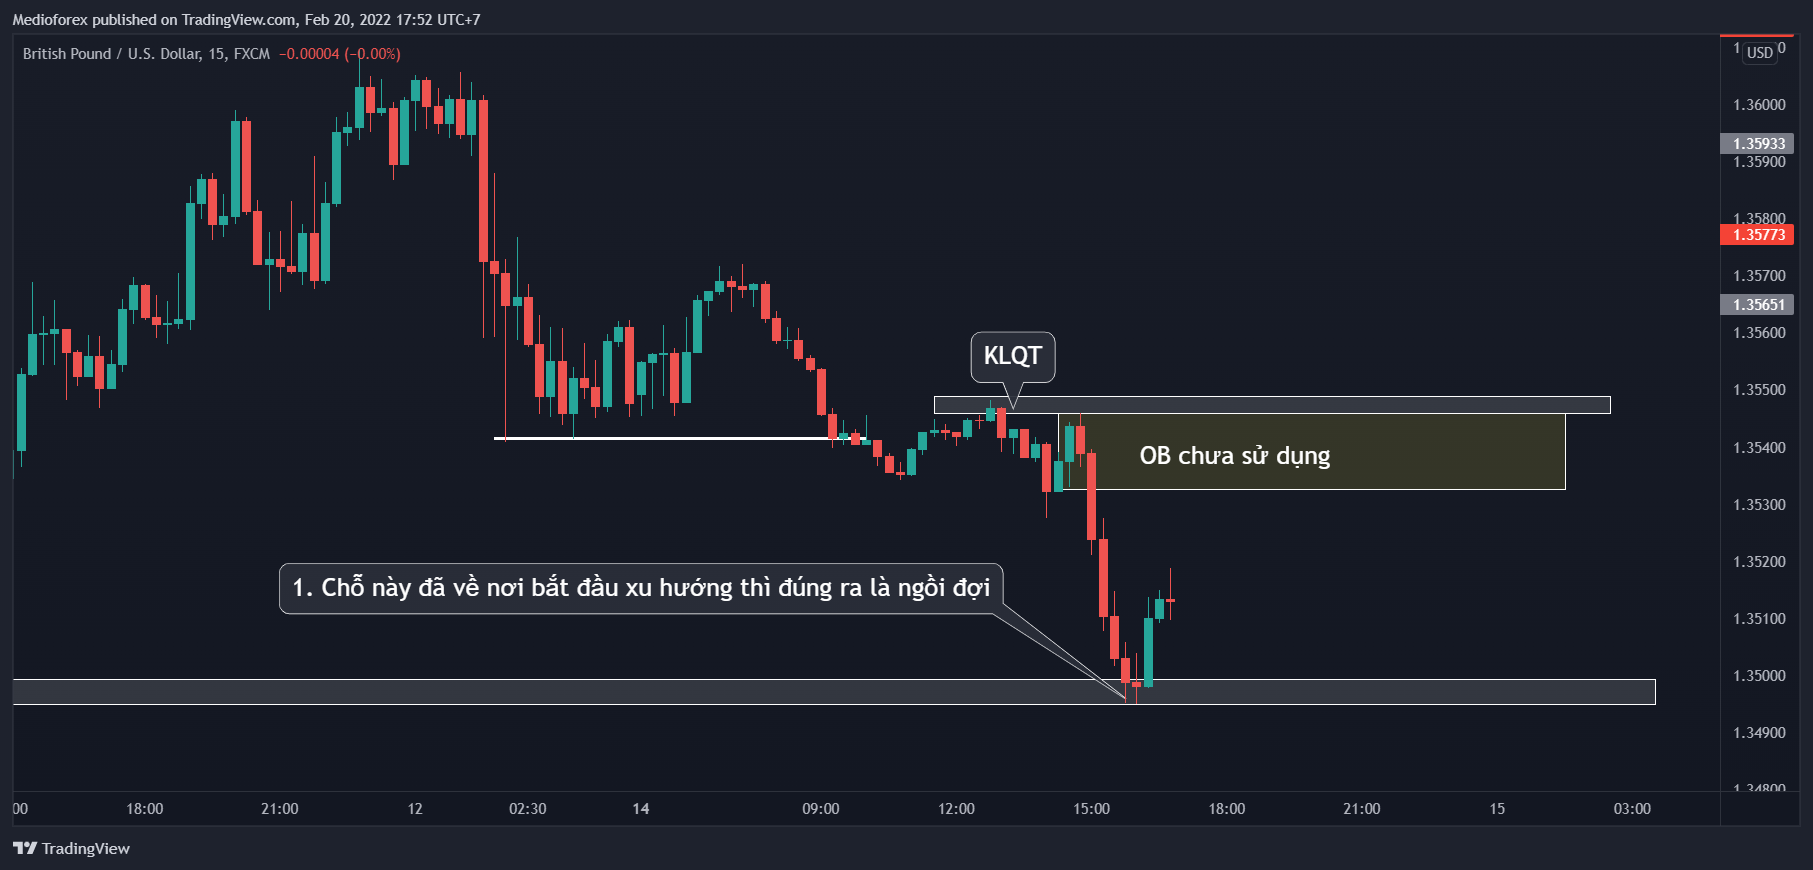 Medioforex published on TradingView.com, Feb 20, 2022 17:52 UTC+7
British Pound / U.S. Dollar, 15, FXCM −0.00004 (−0.00%)
USD
1.36000
1.35933
1.35900
1.35800
1.35773
1.35700
1.35651
1.35600
KLQT
1.35500
OB chưa sử dụng
1.35400
1.35300
1.35200
1. Chỗ này đã về nơi bắt đầu xu hướng thì đúng ra là ngồi đợi
1.35100
1.35000
1.34900
1.34800
:00 18:00 21:00 12 02:30 14 09:00 12:00 15:00 18:00 21:00 15 03:00
TradingView